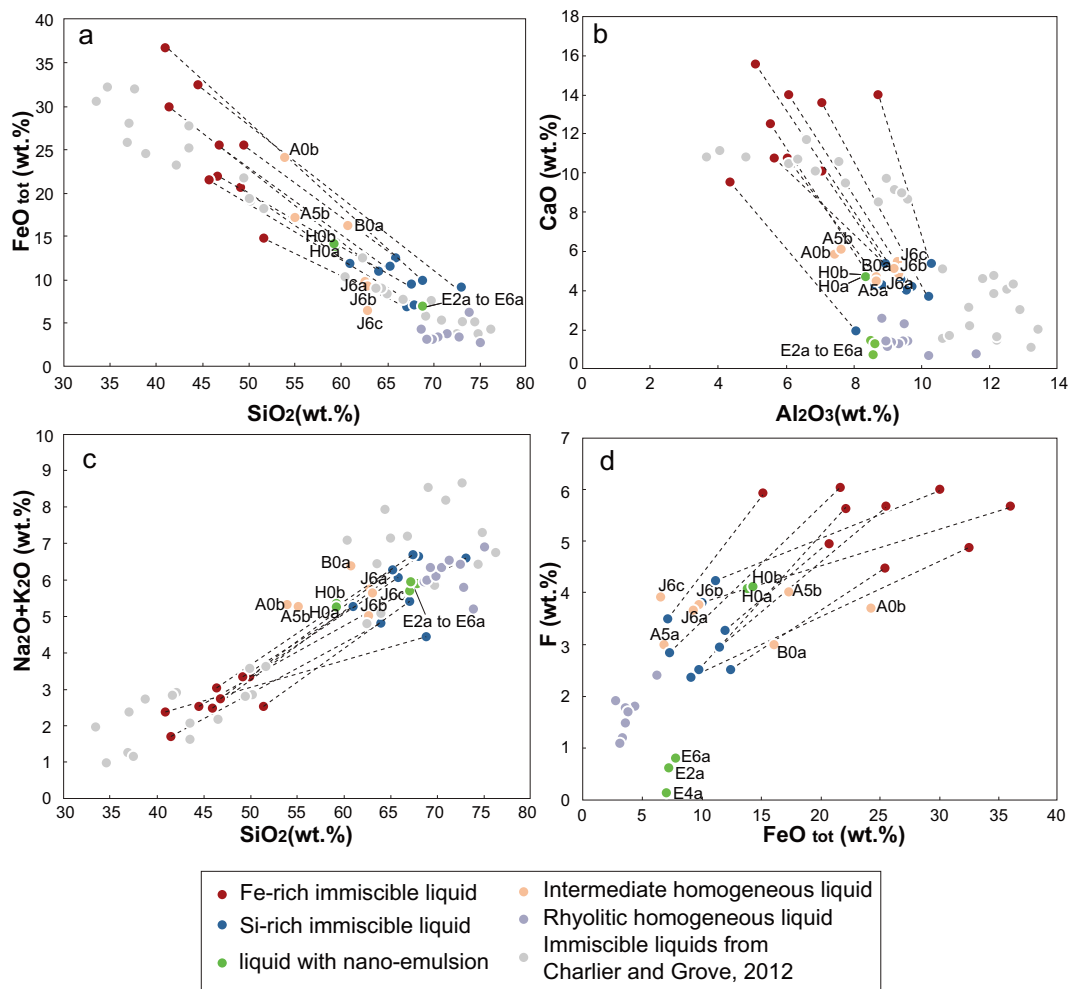 a
40
35
30
25
20
15
10
5
0
FeO tot (wt.%)
A0b
A5b
B0a
H0b
H0a
J6a
J6b
J6c
E2a to E6a
30 35 40 45 50 55 60 65 70 75 80
SiO2(wt.%)
b
18
16
14
12
10
8
6
4
2
0
CaO (wt.%)
A5b
A0b
J6c
B0a
J6b
H0b
H0a
J6a
A5a
E2a to E6a
0 2 4 6 8 10 12 14
Al2O3(wt.%)
c
10
9
8
7
6
5
4
3
2
1
0
Na2O+K2O (wt.%)
B0a
J6a
A0b
H0b
J6c
A5b
H0a
J6b
E2a to E6a
30 35 40 45 50 55 60 65 70 75 80
SiO2(wt.%)
d
7
6
5
4
3
2
1
0
F (wt.%)
J6c
J6b
H0b
H0a
A5b
J6a
A0b
A5a
B0a
E6a
E2a
E4a
0 5 10 15 20 25 30 35 40
FeO tot (wt.%)
Fe-rich immiscible liquid
Si-rich immiscible liquid
liquid with nano-emulsion
Intermediate homogeneous liquid
Rhyolitic homogeneous liquid
Immiscible liquids from
Charlier and Grove, 2012